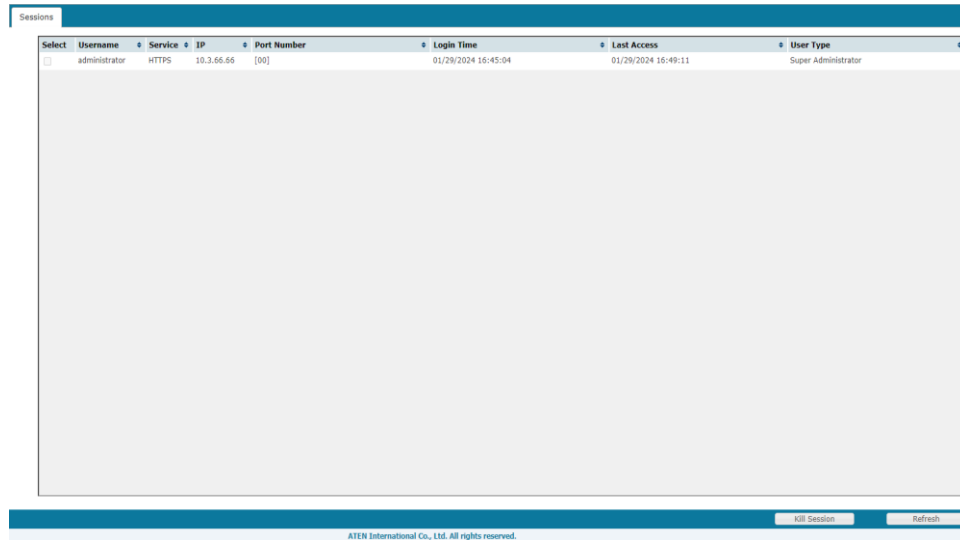 Sessions
Select Username Service IP Port Number Login Time Last Access User Type
administrator HTTPS 10.3.66.66 [00] 01/29/2024 16:45:04 01/29/2024 16:49:11 Super Administrator
Kill Session Refresh
ATEN International Co., Ltd. All rights reserved.